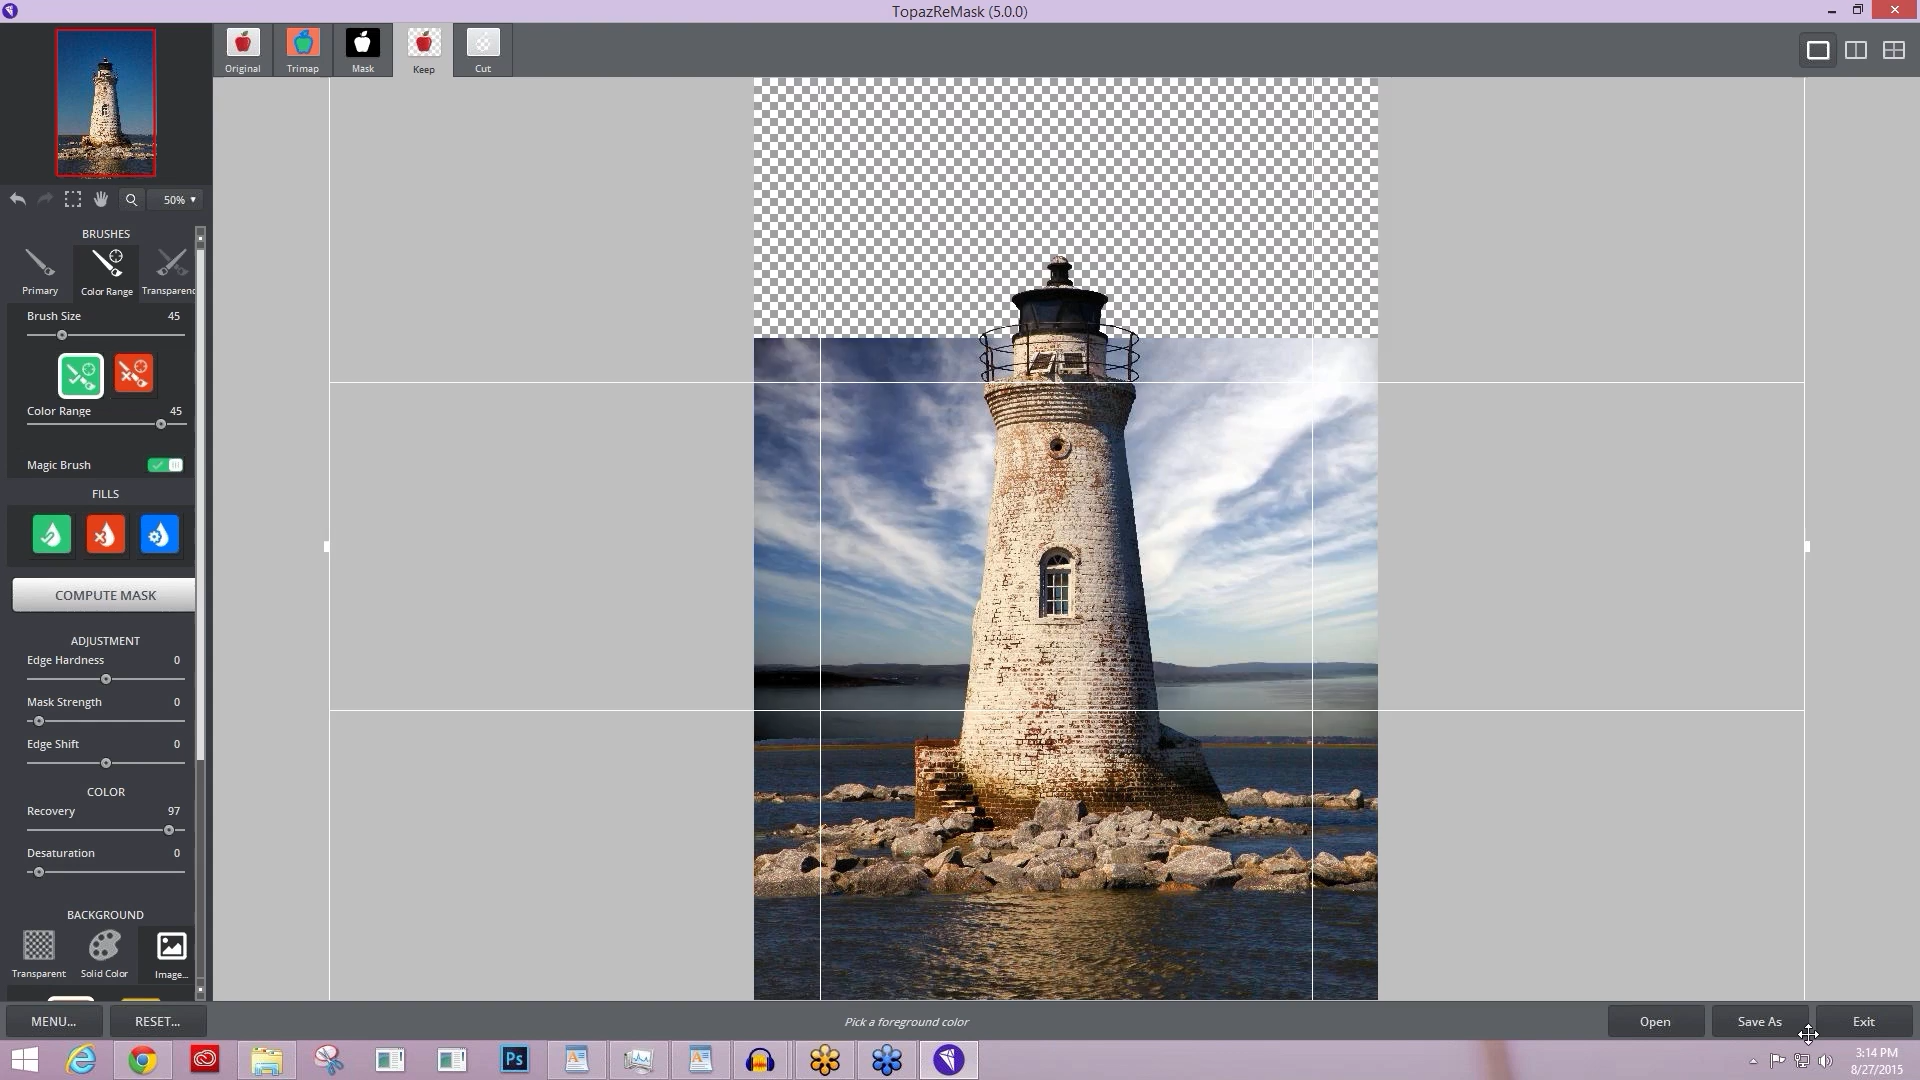 TopazReMask (5.0.0)
Original
Trimap
Mask
Keep
Cut
50%
BRUSHES
Primary
Color Range
Transparenc
Brush Size 45
Color Range 45
Magic Brush
FILLS
COMPUTE MASK
ADJUSTMENT
Edge Hardness 0
Mask Strength 0
Edge Shift 0
COLOR
Recovery 97
Desaturation 0
BACKGROUND
Transparent
Solid Color
Image...
MENU...
RESET...
Pick a foreground color
Open
Save As
Exit
Ps
3:14 PM
8/27/2015